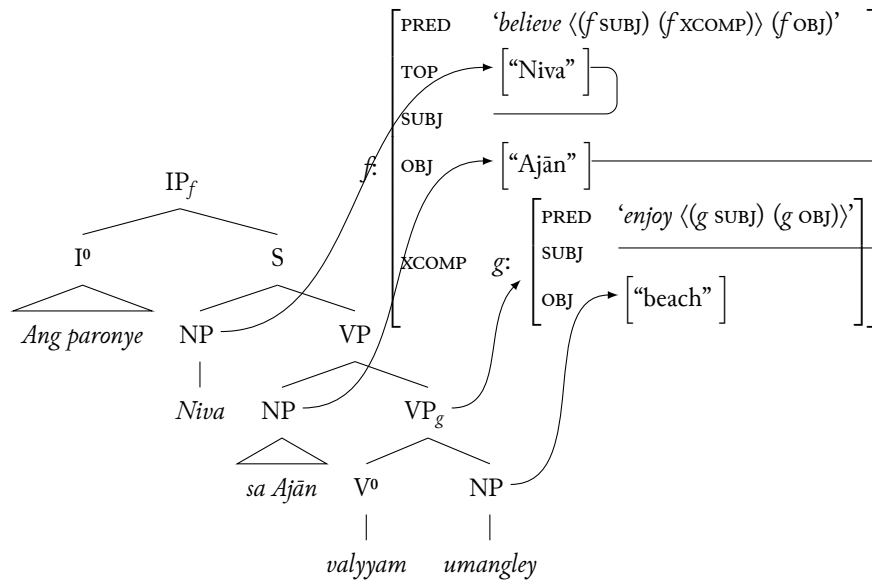 PRED ‘believe ⟨(f SUBJ) (f XCOMP)⟩ (f OBJ)’
TOP [“Niva”]
SUBJ
f: OBJ [“Ajān”]
IP_f
PRED ‘enjoy ⟨(g SUBJ) (g OBJ)⟩’
I⁰ S XCOMP g: SUBJ
OBJ [“beach”]
Ang paronye NP VP
Niva NP VP_g
sa Ajān V⁰ NP
valyyam umangley